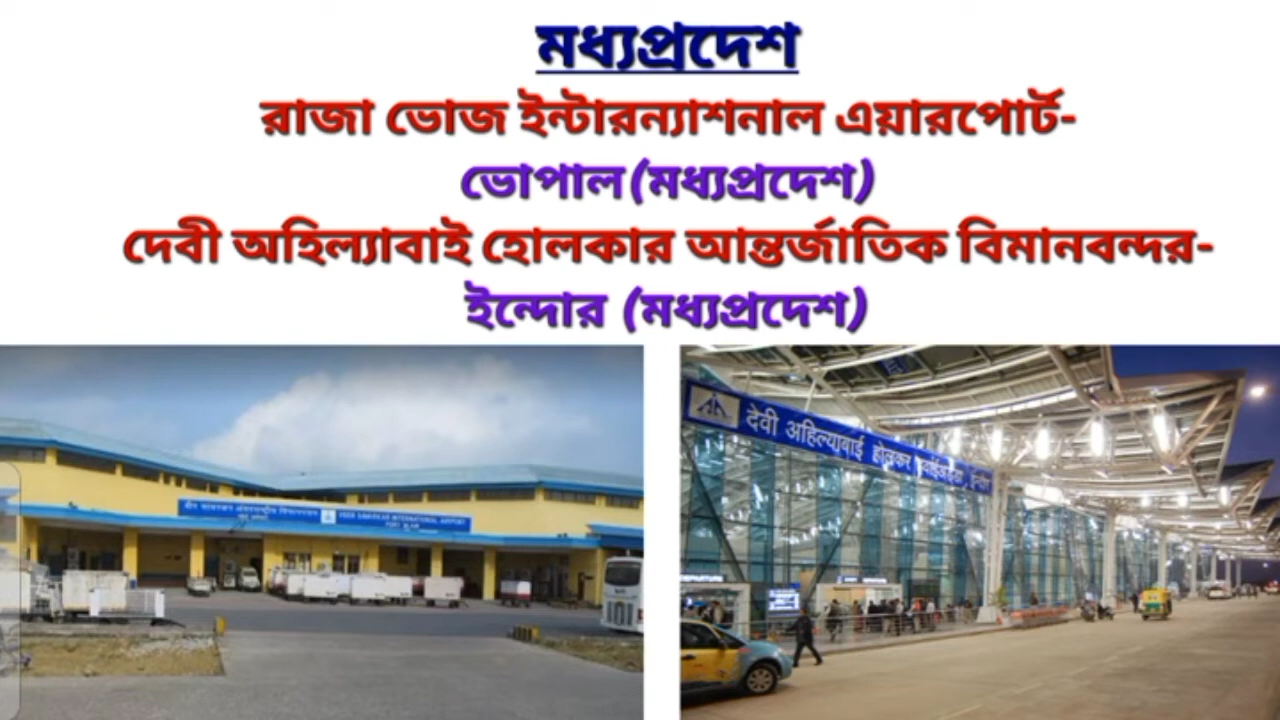 মধ্যপ্রদেশ
রাজা ভোজ ইন্টারন্যাশনাল এয়ারপোর্ট-
ভোপাল(মধ্যপ্রদেশ)
দেবী অহিল্যাবাই হোলকার আন্তর্জাতিক বিমানবন্দর-
ইন্দোর (মধ্যপ্রদেশ)
VEER SAVARKAR INTERNATIONAL AIRPORT
PORT BLAIR
देवी अहिल्याबाई होलकर